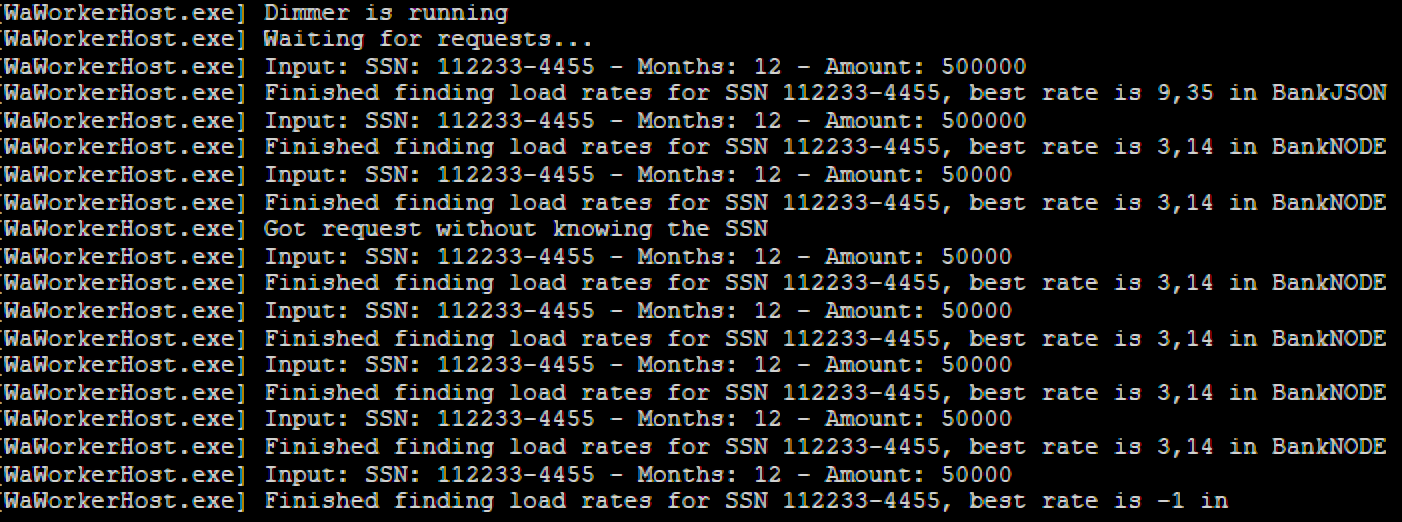 [WaWorkerHost.exe] Dimmer is running
[WaWorkerHost.exe] Waiting for requests...
[WaWorkerHost.exe] Input: SSN: 112233-4455 - Months: 12 - Amount: 500000
[WaWorkerHost.exe] Finished finding load rates for SSN 112233-4455, best rate is 9,35 in BankJSON
[WaWorkerHost.exe] Input: SSN: 112233-4455 - Months: 12 - Amount: 500000
[WaWorkerHost.exe] Finished finding load rates for SSN 112233-4455, best rate is 3,14 in BankNODE
[WaWorkerHost.exe] Input: SSN: 112233-4455 - Months: 12 - Amount: 50000
[WaWorkerHost.exe] Finished finding load rates for SSN 112233-4455, best rate is 3,14 in BankNODE
[WaWorkerHost.exe] Got request without knowing the SSN
[WaWorkerHost.exe] Input: SSN: 112233-4455 - Months: 12 - Amount: 50000
[WaWorkerHost.exe] Finished finding load rates for SSN 112233-4455, best rate is 3,14 in BankNODE
[WaWorkerHost.exe] Input: SSN: 112233-4455 - Months: 12 - Amount: 50000
[WaWorkerHost.exe] Finished finding load rates for SSN 112233-4455, best rate is 3,14 in BankNODE
[WaWorkerHost.exe] Input: SSN: 112233-4455 - Months: 12 - Amount: 50000
[WaWorkerHost.exe] Finished finding load rates for SSN 112233-4455, best rate is 3,14 in BankNODE
[WaWorkerHost.exe] Input: SSN: 112233-4455 - Months: 12 - Amount: 50000
[WaWorkerHost.exe] Finished finding load rates for SSN 112233-4455, best rate is 3,14 in BankNODE
[WaWorkerHost.exe] Input: SSN: 112233-4455 - Months: 12 - Amount: 50000
[WaWorkerHost.exe] Finished finding load rates for SSN 112233-4455, best rate is -1 in